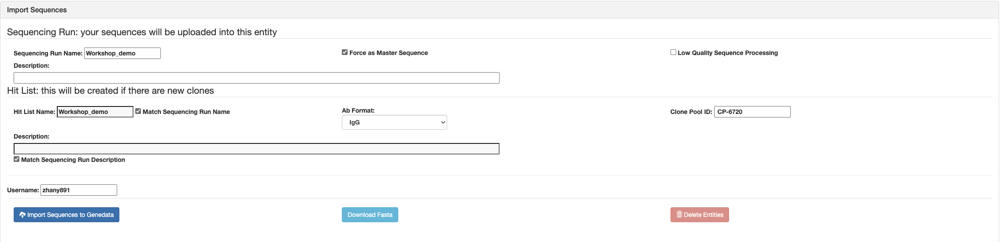 Import Sequences
Sequencing Run: your sequences will be uploaded into this entity
Sequencing Run Name: Workshop_demo
Force as Master Sequence
Low Quality Sequence Processing
Description:
Hit List: this will be created if there are new clones
Hit List Name: Workshop_demo Match Sequencing Run Name
Ab Format:
IgG
Clone Pool ID: CP-6720
Description:
Match Sequencing Run Description
Username: zhany891
Import Sequences to Genedata
Download Fasta
Delete Entities